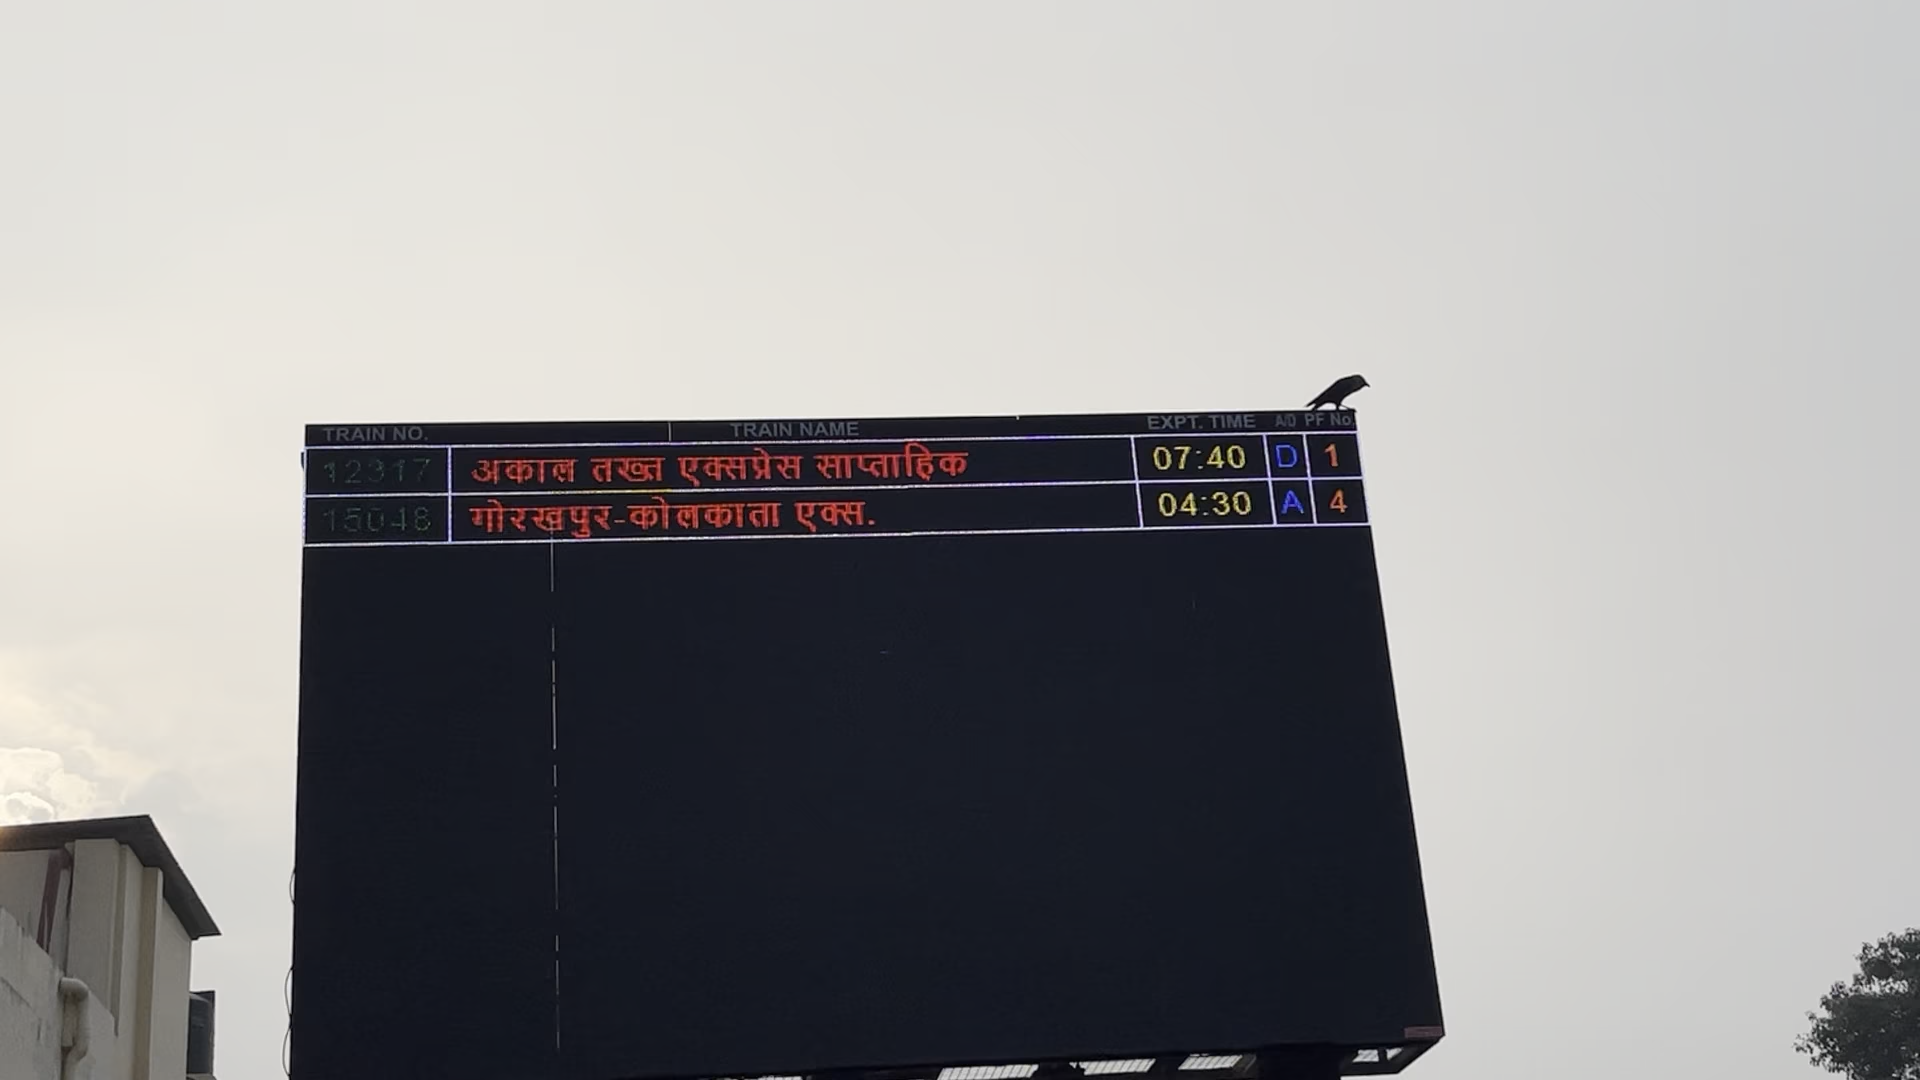 TRAIN NO. TRAIN NAME EXPT. TIME A/D PF No.
12317 अकाल तख्त एक्सप्रेस साप्ताहिक 07:40 D 1
15048 गोरखपुर-कोलकाता एक्स. 04:30 A 4